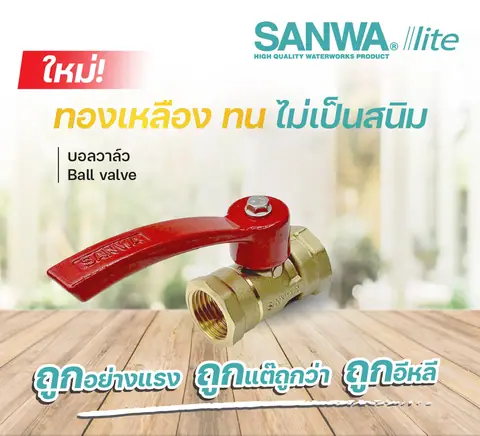 SANWA® lite
HIGH QUALITY WATERWORKS PRODUCT
ใหม่!
ทองเหลือง ทน ไม่เป็นสนิม
บอลวาล์ว
Ball valve
SANWA
SANWA
ถูกอย่างแรง ถูกแต๊ถูกว่า ถูกอีหลี